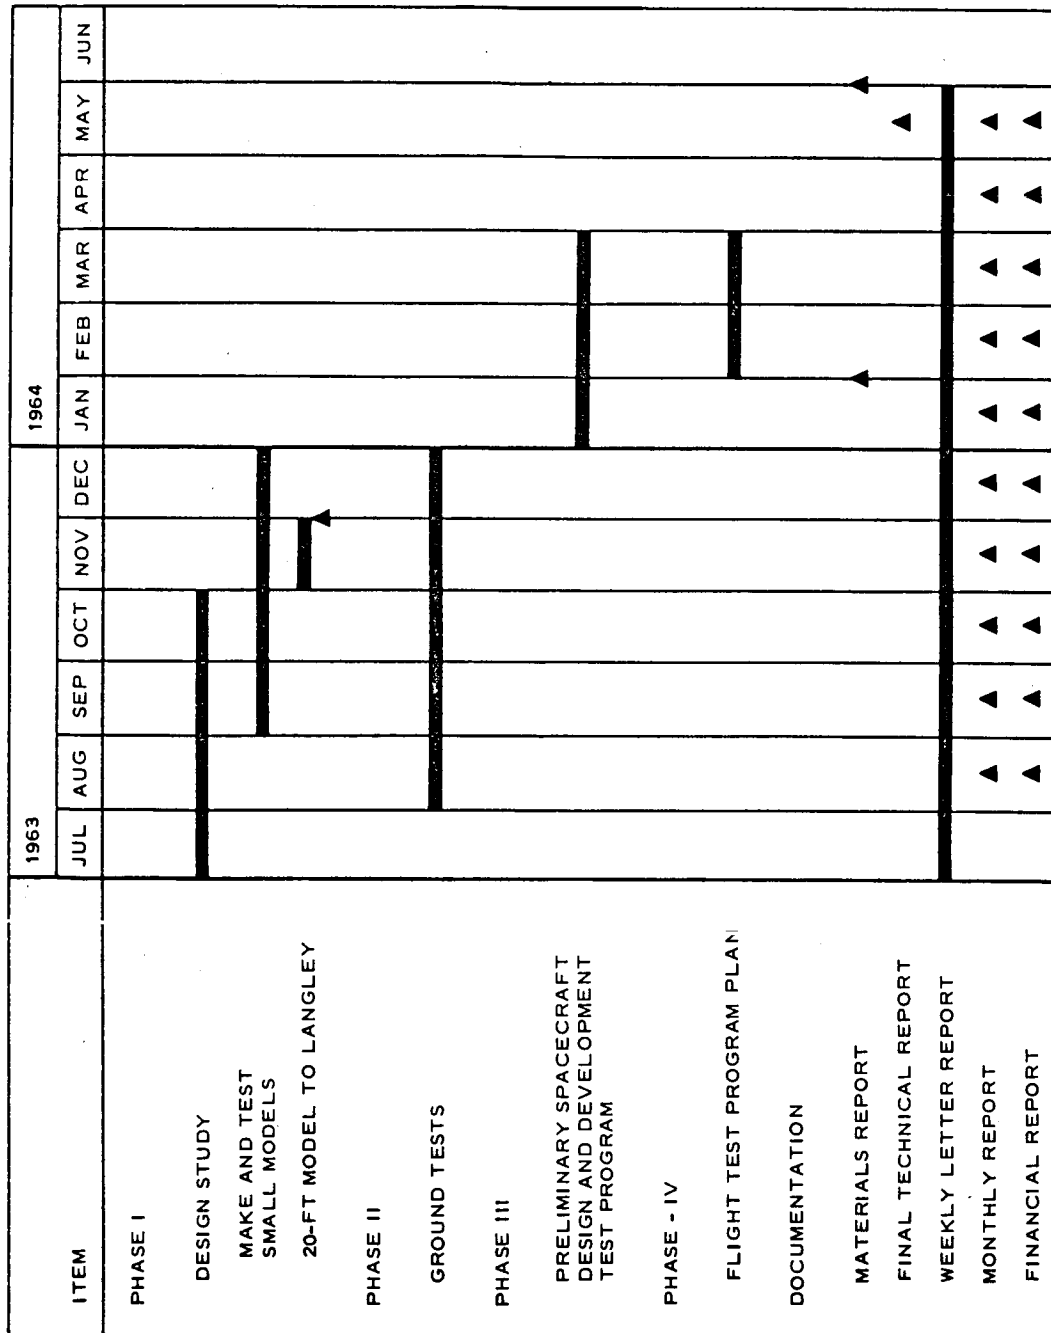 ITEM
1963
1964
JUL AUG SEP OCT NOV DEC JAN FEB MAR APR MAY JUN
PHASE I
DESIGN STUDY
MAKE AND TEST
SMALL MODELS
20-FT MODEL TO LANGLEY
PHASE II
GROUND TESTS
PHASE III
PRELIMINARY SPACECRAFT
DESIGN AND DEVELOPMENT
TEST PROGRAM
PHASE - IV
FLIGHT TEST PROGRAM PLAN
DOCUMENTATION
MATERIALS REPORT
FINAL TECHNICAL REPORT
WEEKLY LETTER REPORT
MONTHLY REPORT
FINANCIAL REPORT